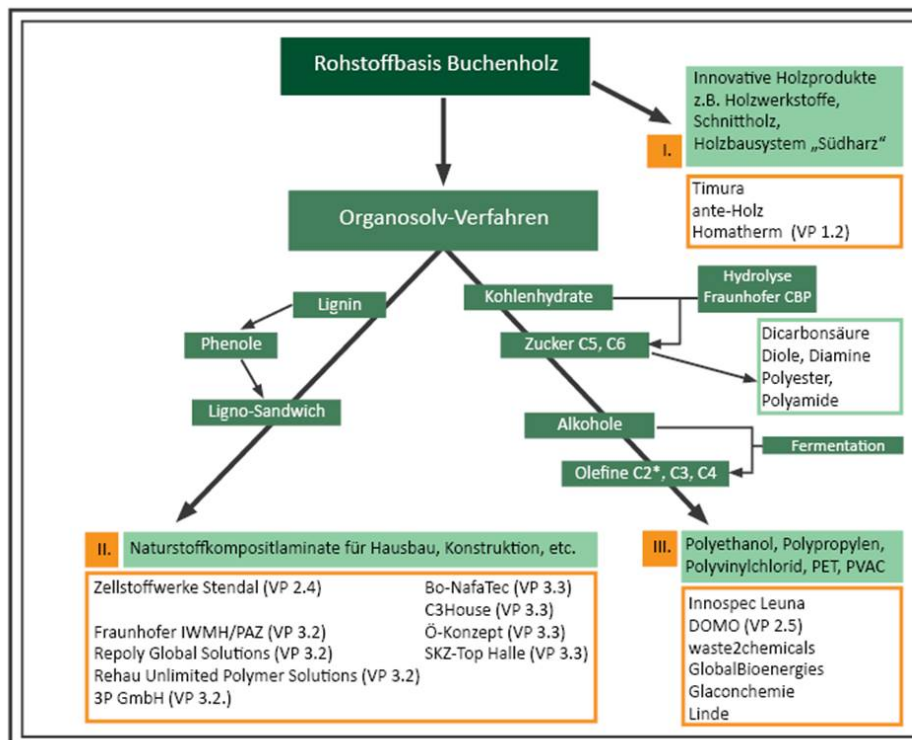 Rohstoffbasis Buchenholz
Innovative Holzprodukte
z.B. Holzwerkstoffe,
Schnittholz,
Holzbausystem „Südharz“
I.
Timura
ante-Holz
Homatherm (VP 1.2)
Organosolv-Verfahren
Lignin
Phenole
Ligno-Sandwich
Kohlenhydrate
Hydrolyse
Fraunhofer CBP
Zucker C5, C6
Dicarbonsäure
Diole, Diamine
Polyester,
Polyamide
Alkohole
Fermentation
Olefine C2*, C3, C4
II.
Naturstoffkompositlaminate für Hausbau, Konstruktion, etc.
Zellstoffwerke Stendal (VP 2.4)
Fraunhofer IWMH/PAZ (VP 3.2)
Repoly Global Solutions (VP 3.2)
Rehau Unlimited Polymer Solutions (VP 3.2)
3P GmbH (VP 3.2.)
Bo-NafaTec (VP 3.3)
C3House (VP 3.3)
Ö-Konzept (VP 3.3)
SKZ-Top Halle (VP 3.3)
III.
Polyethanol, Polypropylen,
Polyvinylchlorid, PET, PVAC
Innospec Leuna
DOMO (VP 2.5)
waste2chemicals
GlobalBioenergies
Glaconchemie
Linde